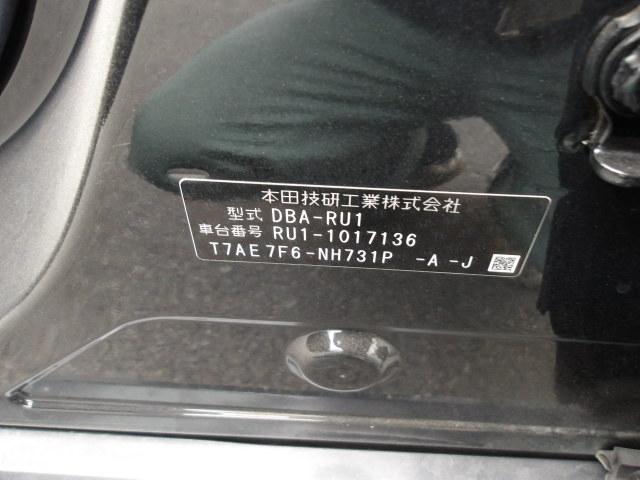 本田技研工業株式会社
型式 DBA-RU1
車台番号 RU1-1017136
T7AE7F6-NH731P -A -J